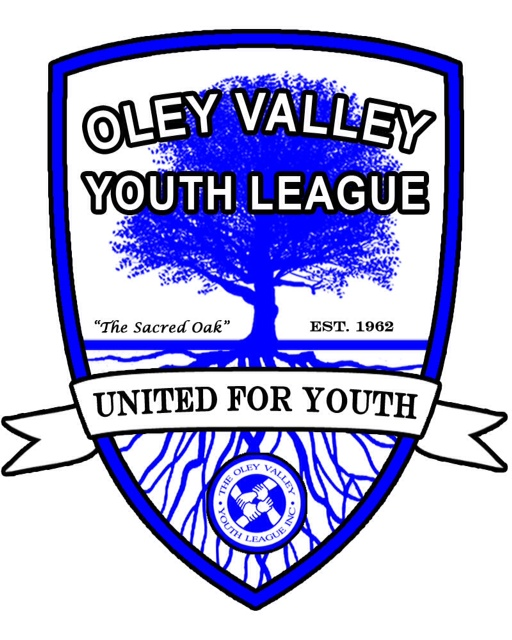 OLEY VALLEY
YOUTH LEAGUE
"The Sacred Oak"
EST. 1962
UNITED FOR YOUTH
THE OLEY VALLEY
YOUTH LEAGUE INC